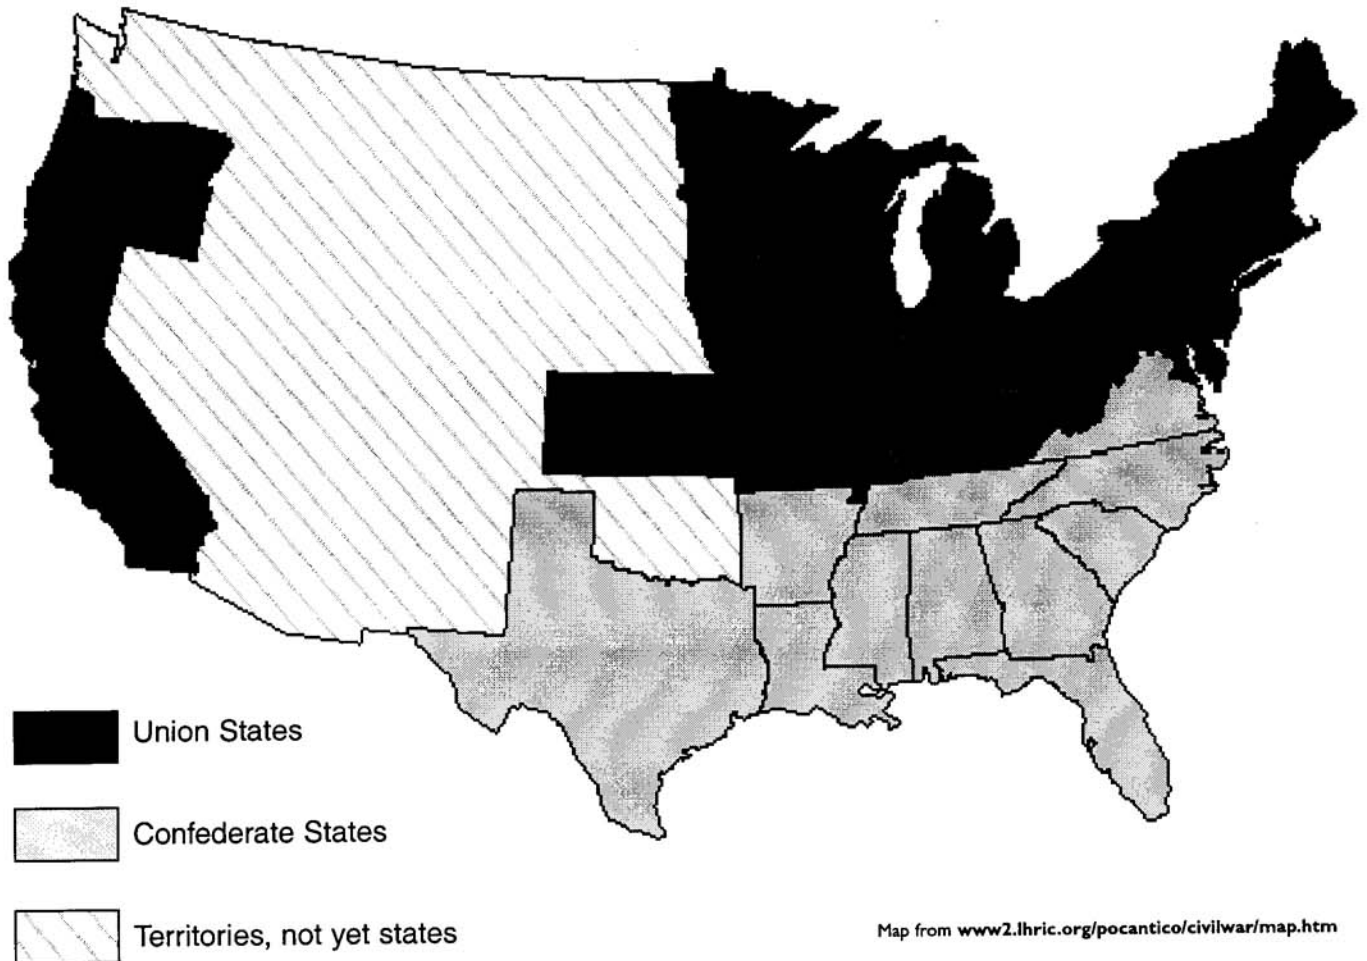 Union States
Confederate States
Territories, not yet states
Map from www2.lhric.org/pocantico/civilwar/map.htm